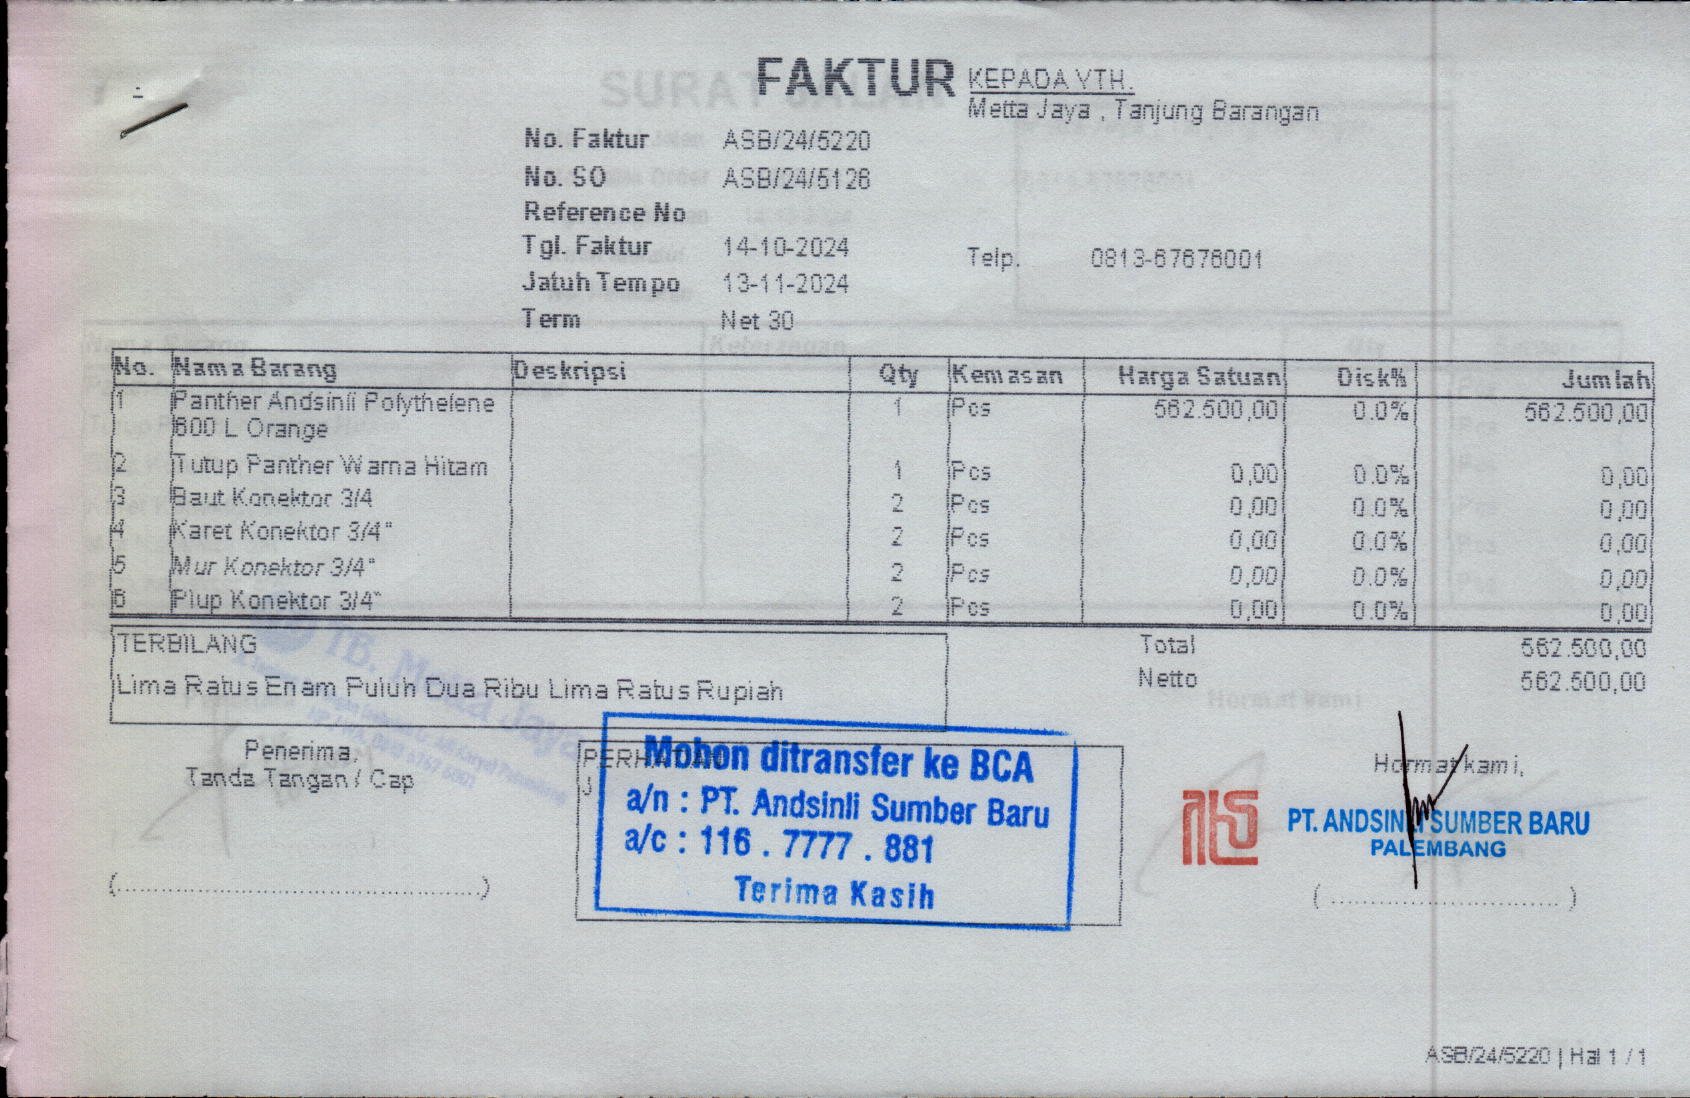 FAKTUR
KEPADA YTH.
Metta Jaya , Tanjung Barangan
No. Faktur ASB/24/5220
No. SO ASB/24/5126
Reference No
Tgl. Faktur 14-10-2024
Telp. 0813-67676001
Jatuh Tempo 13-11-2024
Term Net 30
No. Nama Barang Deskripsi Qty Kemasan Harga Satuan Disk% Jumlah
1 Panther Andsinli Polythelene 600 L Orange 1 Pcs 562.500,00 0.0% 562.500,00
2 Tutup Panther Warna Hitam 1 Pcs 0,00 0.0% 0,00
3 Baut Konektor 3/4 2 Pcs 0,00 0.0% 0,00
4 Karet Konektor 3/4" 2 Pcs 0,00 0.0% 0,00
5 Mur Konektor 3/4" 2 Pcs 0,00 0.0% 0,00
6 Plup Konektor 3/4" 2 Pcs 0,00 0.0% 0,00
TERBILANG
Lima Ratus Enam Puluh Dua Ribu Lima Ratus Rupiah
Total 562.500,00
Netto 562.500,00
TB. Metta Jaya
Penerima,
Tanda Tangan / Cap
(..........................................)
PERHATIAN
Mohon ditransfer ke BCA
a/n : PT. Andsinli Sumber Baru
a/c : 116 . 7777 . 881
Terima Kasih
Hormat kami,
PT. ANDSINLI SUMBER BARU
PALEMBANG
( ............................ )
SURAT JALAN
Hormat kami
ASB/24/5220 | Hal 1 / 1